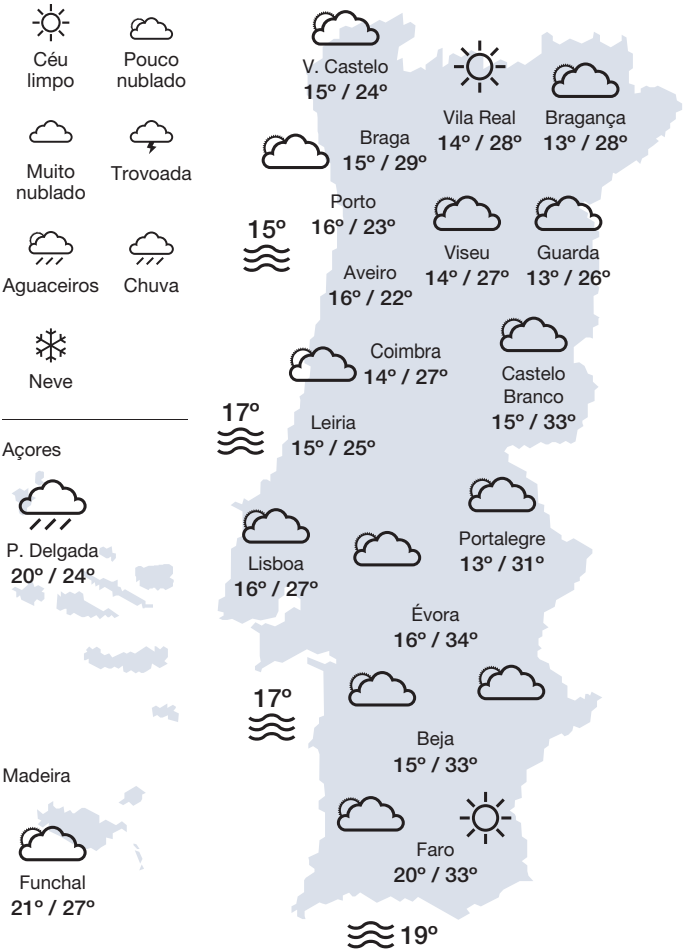 Céu
limpo
Pouco
nublado
Muito
nublado
Trovoada
Aguaceiros
Chuva
Neve
Açores
P. Delgada
20º / 24º
Madeira
Funchal
21º / 27º
V. Castelo
15º / 24º
Vila Real
14º / 28º
Bragança
13º / 28º
Braga
15º / 29º
Porto
16º / 23º
15º
Viseu
14º / 27º
Guarda
13º / 26º
Aveiro
16º / 22º
Coimbra
14º / 27º
Castelo
Branco
15º / 33º
17º
Leiria
15º / 25º
Lisboa
16º / 27º
Portalegre
13º / 31º
Évora
16º / 34º
17º
Beja
15º / 33º
Faro
20º / 33º
19º